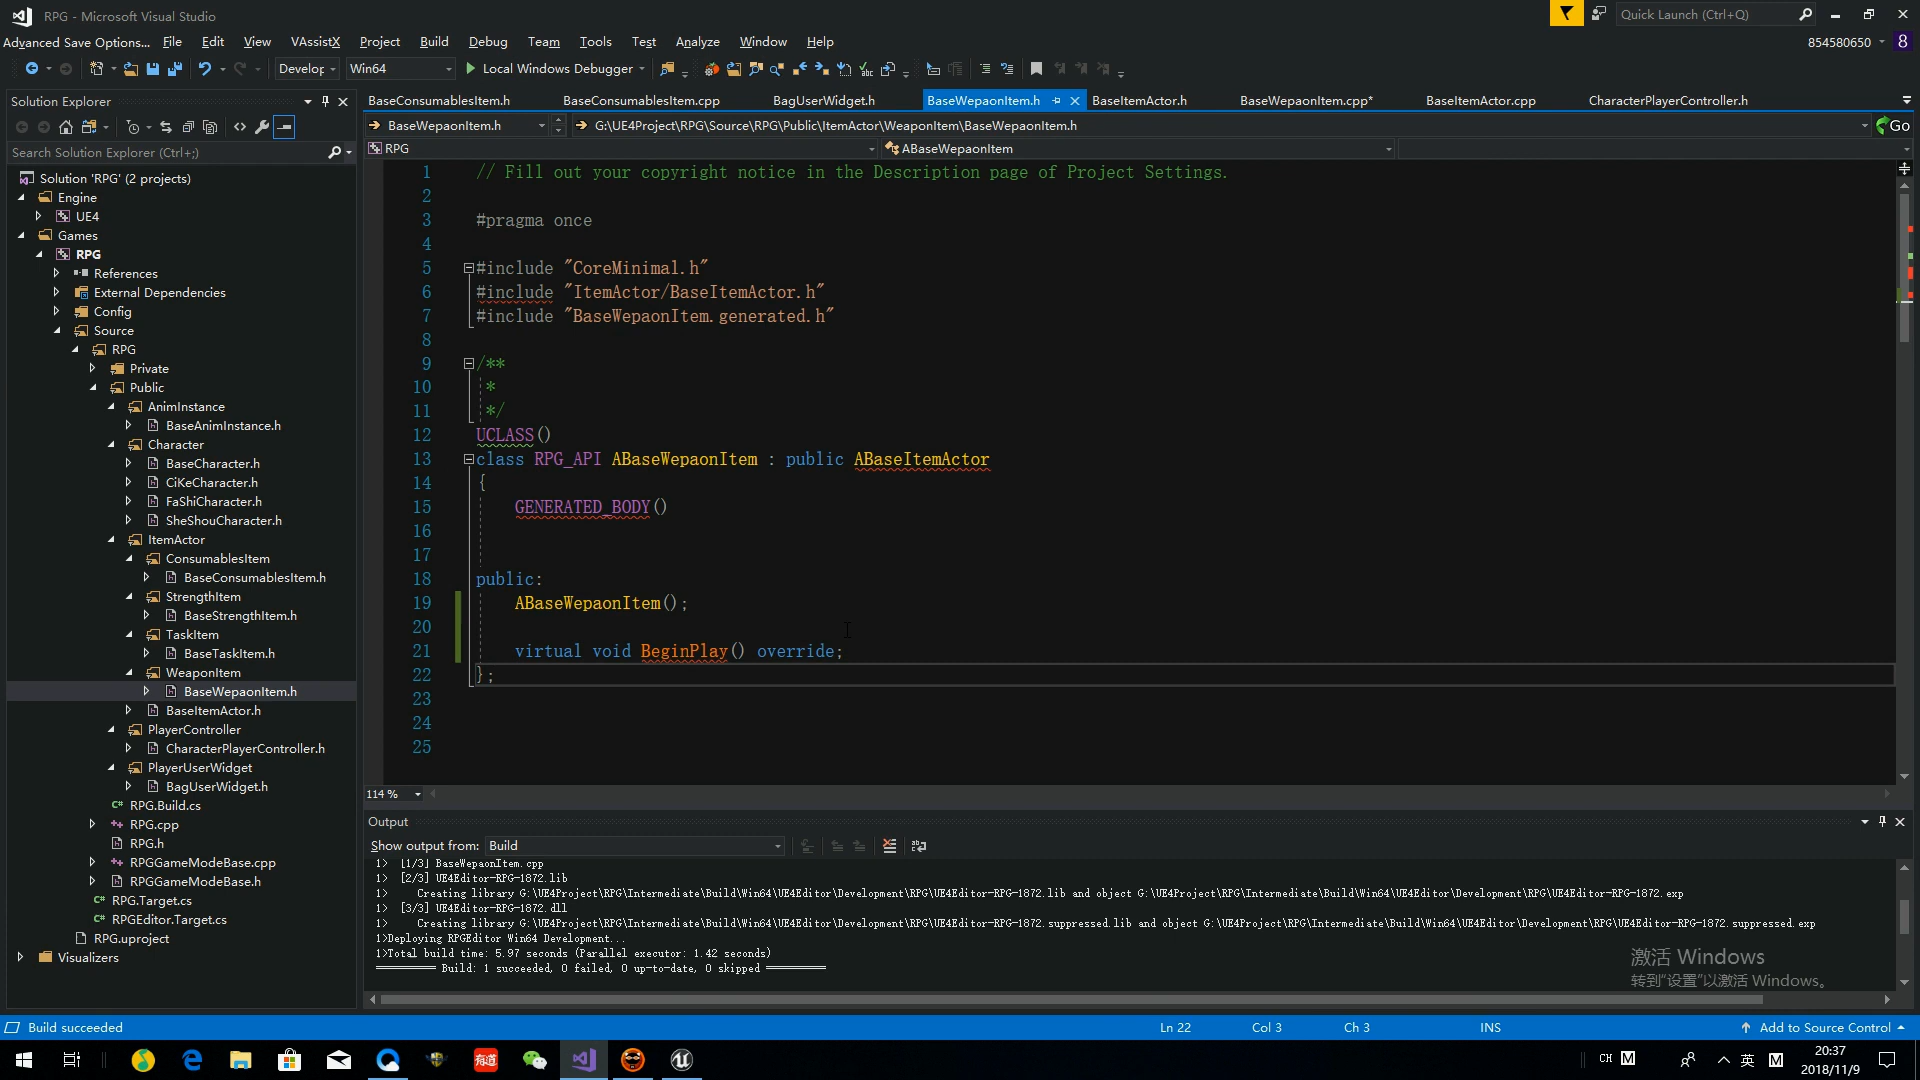 RPG - Microsoft Visual Studio
Quick Launch (Ctrl+Q)
Advanced Save Options... File Edit View VAssistX Project Build Debug Team Tools Test Analyze Window Help
854580650 8
Develop Win64 Local Windows Debugger
Solution Explorer
Search Solution Explorer (Ctrl+;)
Solution 'RPG' (2 projects)
Engine
UE4
Games
RPG
References
External Dependencies
Config
Source
RPG
Private
Public
AnimInstance
BaseAnimInstance.h
Character
BaseCharacter.h
CiKeCharacter.h
FaShiCharacter.h
SheShouCharacter.h
ItemActor
ConsumablesItem
BaseConsumablesItem.h
StrengthItem
BaseStrengthItem.h
TaskItem
BaseTaskItem.h
WeaponItem
BaseWepaonItem.h
BaseItemActor.h
PlayerController
CharacterPlayerController.h
PlayerUserWidget
BagUserWidget.h
RPG.Build.cs
RPG.cpp
RPG.h
RPGGameModeBase.cpp
RPGGameModeBase.h
RPG.Target.cs
RPGEditor.Target.cs
RPG.uproject
Visualizers
BaseConsumablesItem.h BaseConsumablesItem.cpp BagUserWidget.h BaseWepaonItem.h BaseItemActor.h BaseWepaonItem.cpp* BaseItemActor.cpp CharacterPlayerController.h
BaseWepaonItem.h G:\UE4Project\RPG\Source\RPG\Public\ItemActor\WeaponItem\BaseWepaonItem.h Go
RPG ABaseWepaonItem
1 // Fill out your copyright notice in the Description page of Project Settings.
2
3 #pragma once
4
5 #include "CoreMinimal.h"
6 #include "ItemActor/BaseItemActor.h"
7 #include "BaseWepaonItem.generated.h"
8
9 /**
10 *
11 */
12 UCLASS()
13 class RPG_API ABaseWepaonItem : public ABaseItemActor
14 {
15 GENERATED_BODY()
16
17
18 public:
19 ABaseWepaonItem();
20
21 virtual void BeginPlay() override;
22 };
23
24
25
114 %
Output
Show output from: Build
1> [1/3] BaseWepaonItem.cpp
1> [2/3] UE4Editor-RPG-1872.lib
1> Creating library G:\UE4Project\RPG\Intermediate\Build\Win64\UE4Editor\Development\RPG\UE4Editor-RPG-1872.lib and object G:\UE4Project\RPG\Intermediate\Build\Win64\UE4Editor\Development\RPG\UE4Editor-RPG-1872.exp
1> [3/3] UE4Editor-RPG-1872.dll
1> Creating library G:\UE4Project\RPG\Intermediate\Build\Win64\UE4Editor\Development\RPG\UE4Editor-RPG-1872.suppressed.lib and object G:\UE4Project\RPG\Intermediate\Build\Win64\UE4Editor\Development\RPG\UE4Editor-RPG-1872.suppressed.exp
1>Deploying RPGEditor Win64 Development...
1>Total build time: 5.97 seconds (Parallel executor: 1.42 seconds)
========== Build: 1 succeeded, 0 failed, 0 up-to-date, 0 skipped ==========
激活 Windows
转到"设置"以激活 Windows。
Build succeeded Ln 22 Col 3 Ch 3 INS Add to Source Control
有道 CH M 英 M
20:37
2018/11/9